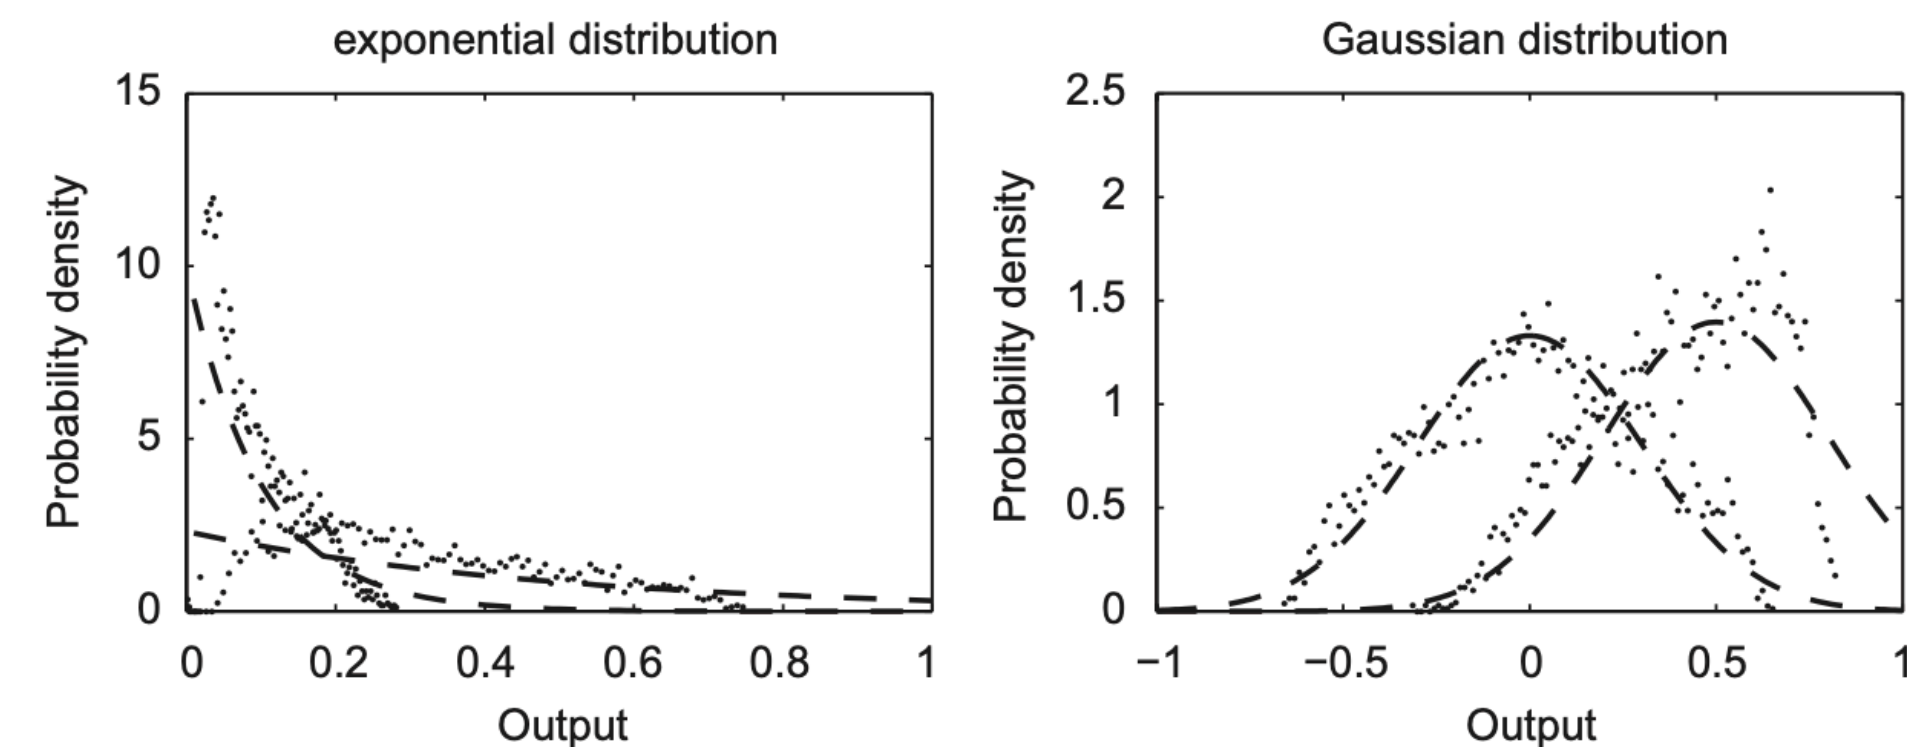 exponential distribution
15
10
5
0
Probability density
0 0.2 0.4 0.6 0.8 1
Output
Gaussian distribution
2.5
2
1.5
1
0.5
0
Probability density
−1 −0.5 0 0.5 1
Output